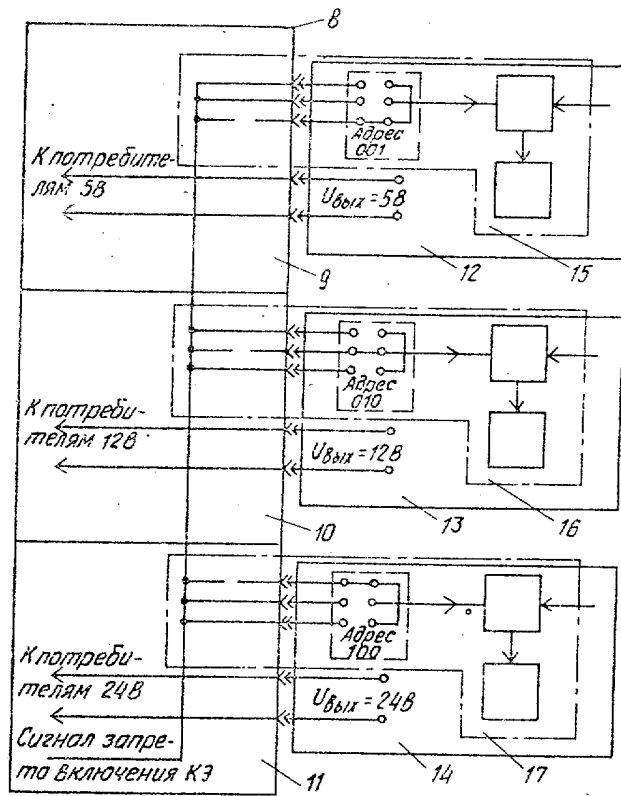 8
Адрес
001
К потребите-
лям 5В
Uвых = 5В
9
12
15
Адрес
010
К потреби-
телям 12В
Uвых = 12В
10
13
16
Адрес
100
К потреби-
телям 24В
Uвых = 24В
Сигнал запре-
та включения КЭ
11
14
17